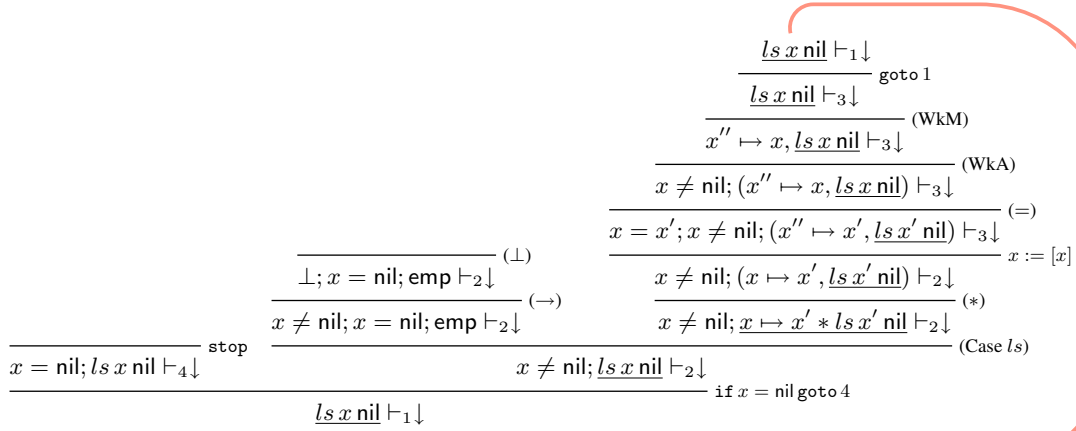 ls x nil ⊢₁↓
goto 1
ls x nil ⊢₃↓
(WkM)
x′′ ↦ x, ls x nil ⊢₃↓
(WkA)
x ≠ nil; (x′′ ↦ x, ls x nil) ⊢₃↓
(=)
x = x′; x ≠ nil; (x′′ ↦ x′, ls x′ nil) ⊢₃↓
(⊥) x := [x]
⊥; x = nil; emp ⊢₂↓ x ≠ nil; (x ↦ x′, ls x′ nil) ⊢₂↓
(→) (∗)
x ≠ nil; x = nil; emp ⊢₂↓ x ≠ nil; x ↦ x′ ∗ ls x′ nil ⊢₂↓
stop (Case ls)
x = nil; ls x nil ⊢₄↓ x ≠ nil; ls x nil ⊢₂↓
if x = nil goto 4
ls x nil ⊢₁↓